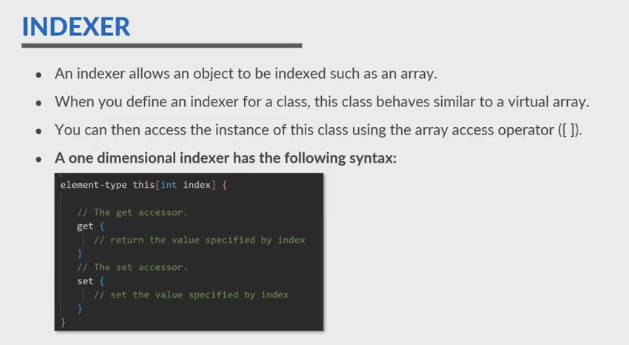 INDEXER
An indexer allows an object to be indexed such as an array.
When you define an indexer for a class, this class behaves similar to a virtual array.
You can then access the instance of this class using the array access operator ([ ]).
A one dimensional indexer has the following syntax:
element-type this[int index] {
// The get accessor.
get {
// return the value specified by index
}
// The set accessor.
set {
// set the value specified by index
}
}